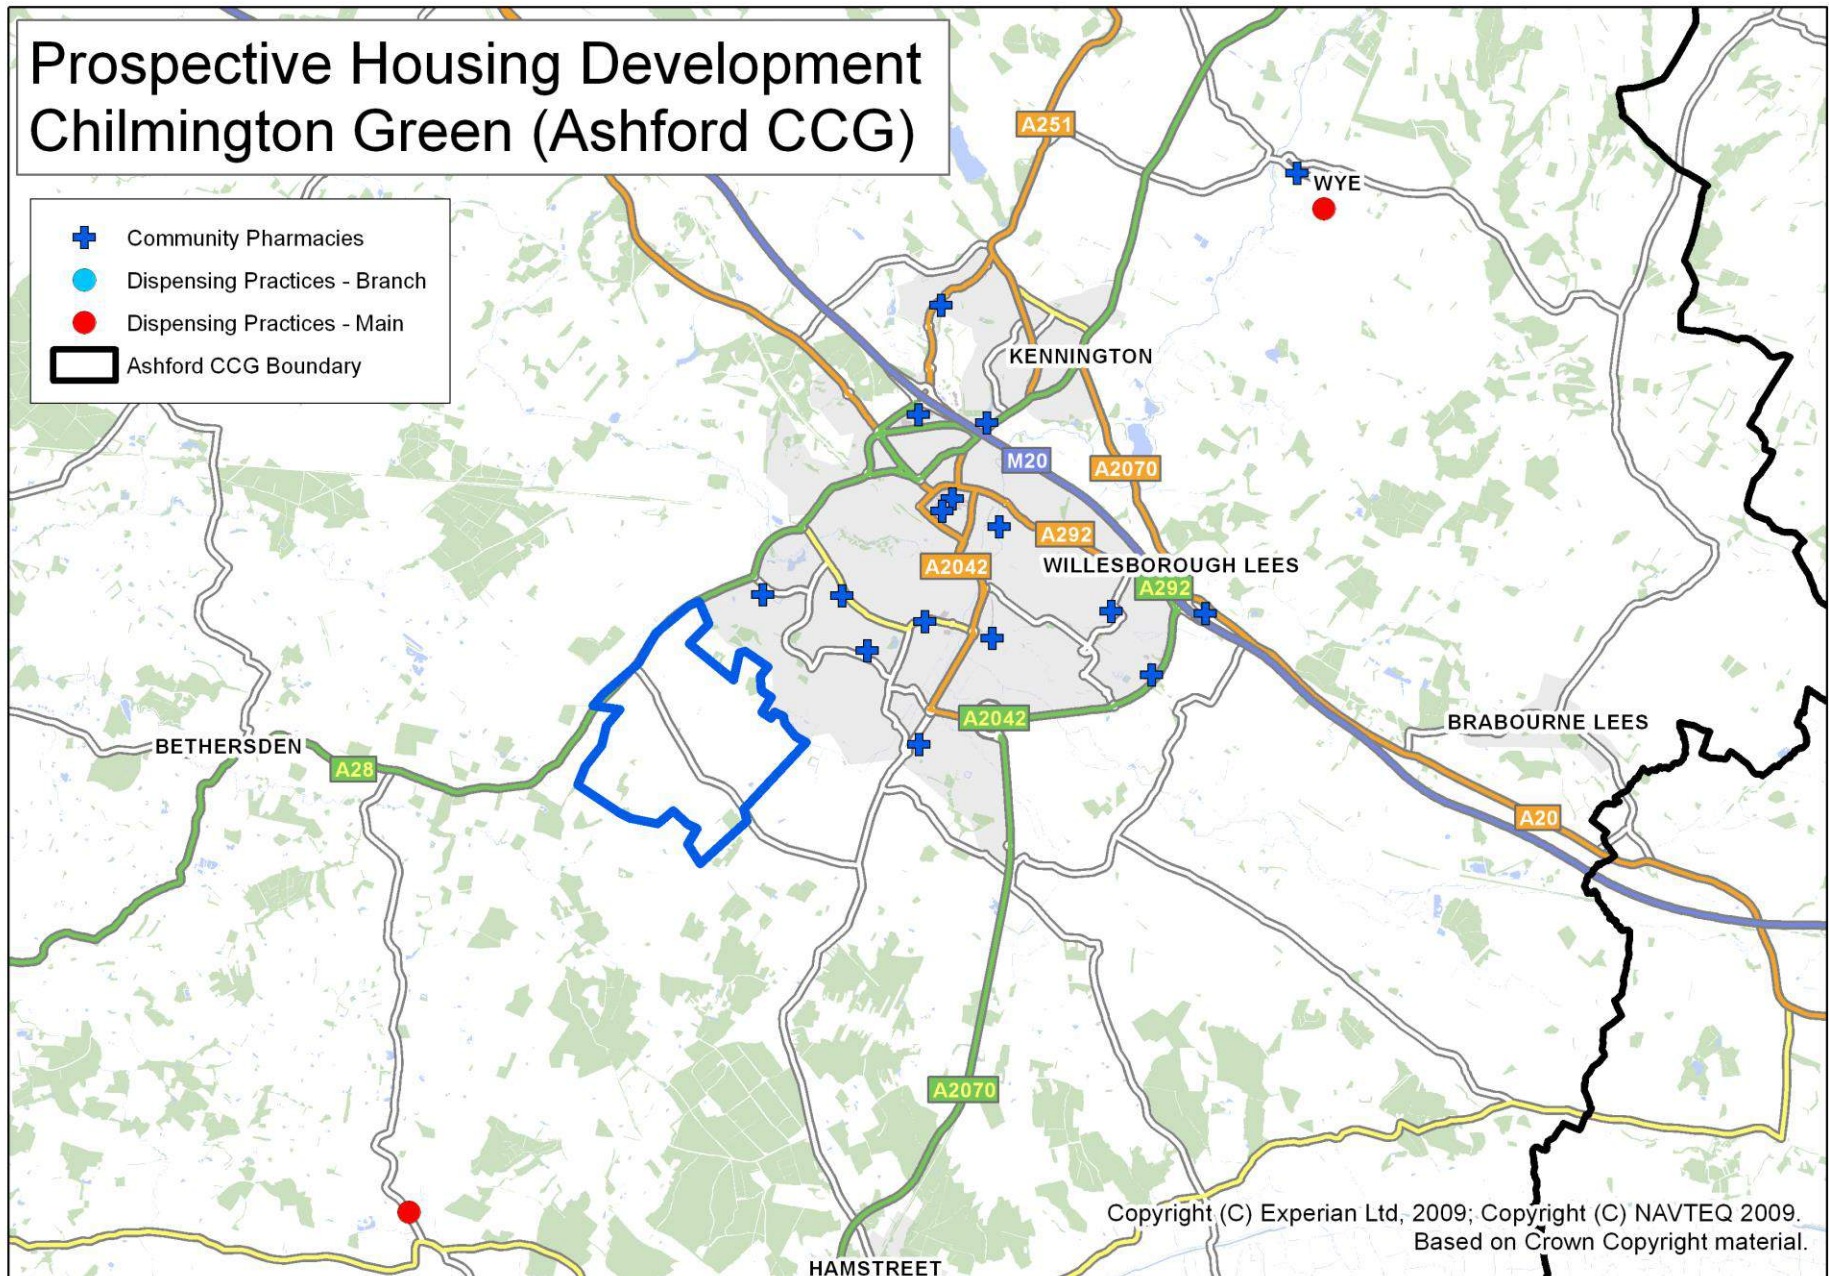 Prospective Housing Development
Chilmington Green (Ashford CCG)
Community Pharmacies
Dispensing Practices - Branch
Dispensing Practices - Main
Ashford CCG Boundary
A251
WYE
KENNINGTON
M20
A2070
A292
A2042
WILLESBOROUGH LEES
A292
A2042
BRABOURNE LEES
BETHERSDEN
A28
A20
A2070
Copyright (C) Experian Ltd, 2009; Copyright (C) NAVTEQ 2009.
Based on Crown Copyright material.
HAMSTREET